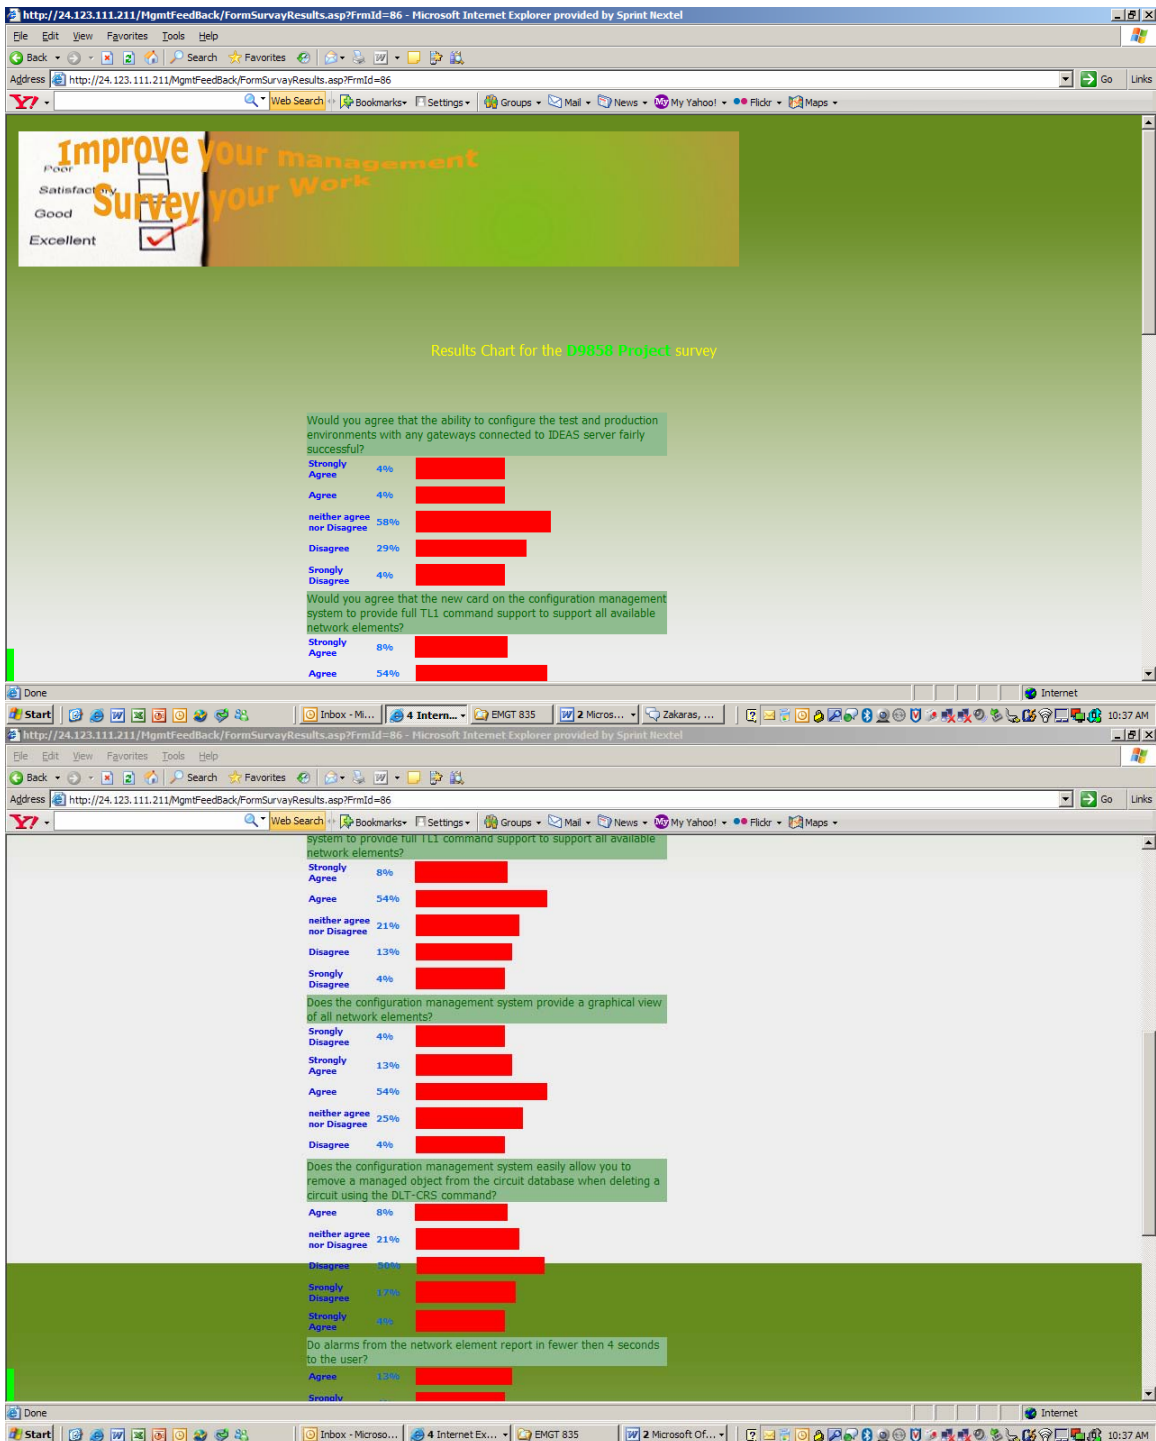 http://24.123.111.211/MgmtFeedBack/FormSurvayResults.asp?FrmId=86 - Microsoft Internet Explorer provided by Sprint Nextel
File Edit View Favorites Tools Help
Back Search Favorites
Address http://24.123.111.211/MgmtFeedBack/FormSurvayResults.asp?FrmId=86 Go Links
Y! Web Search Bookmarks Settings Groups Mail News My Yahoo! Flickr Maps
Improve your management
Survey your Work
Poor
Satisfactory
Good
Excellent
Results Chart for the D9858 Project survey
Would you agree that the ability to configure the test and production
environments with any gateways connected to IDEAS server fairly
successful?
Strongly
Agree 4%
Agree 4%
neither agree
nor Disagree 58%
Disagree 29%
Srongly
Disagree 4%
Would you agree that the new card on the configuration management
system to provide full TL1 command support to support all available
network elements?
Strongly
Agree 8%
Agree 54%
Done Internet
Start Inbox - Mi... 4 Intern... EMGT 835 2 Micros... Zakaras, ... 10:37 AM
http://24.123.111.211/MgmtFeedBack/FormSurvayResults.asp?FrmId=86 - Microsoft Internet Explorer provided by Sprint Nextel
File Edit View Favorites Tools Help
Back Search Favorites
Address http://24.123.111.211/MgmtFeedBack/FormSurvayResults.asp?FrmId=86 Go Links
Y! Web Search Bookmarks Settings Groups Mail News My Yahoo! Flickr Maps
system to provide full TL1 command support to support all available
network elements?
Strongly
Agree 8%
Agree 54%
neither agree
nor Disagree 21%
Disagree 13%
Srongly
Disagree 4%
Does the configuration management system provide a graphical view
of all network elements?
Srongly
Disagree 4%
Strongly
Agree 13%
Agree 54%
neither agree
nor Disagree 25%
Disagree 4%
Does the configuration management system easily allow you to
remove a managed object from the circuit database when deleting a
circuit using the DLT-CRS command?
Agree 8%
neither agree
nor Disagree 21%
Disagree 50%
Srongly
Disagree 17%
Strongly
Agree 4%
Do alarms from the network element report in fewer then 4 seconds
to the user?
Agree 13%
Srongly
Done Internet
Start Inbox - Microso... 4 Internet Ex... EMGT 835 2 Microsoft Of... 10:37 AM